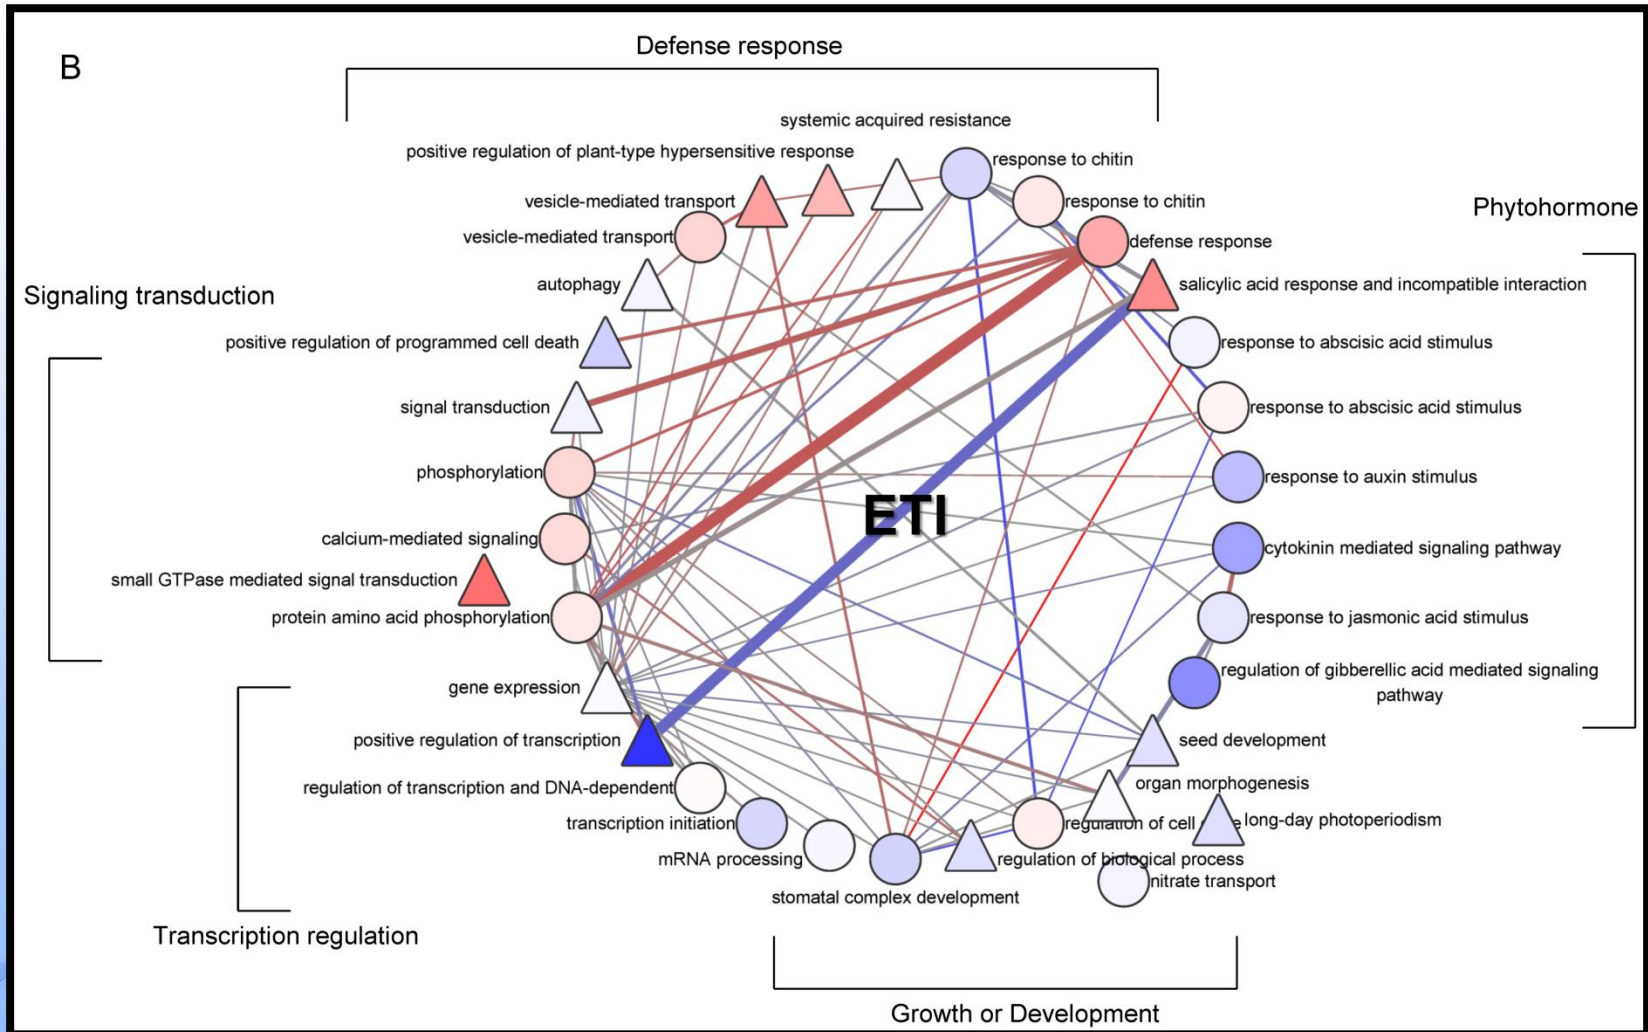 B
Defense response
systemic acquired resistance
positive regulation of plant-type hypersensitive response
response to chitin
vesicle-mediated transport
response to chitin
Phytohormone
vesicle-mediated transport
defense response
autophagy
salicylic acid response and incompatible interaction
Signaling transduction
positive regulation of programmed cell death
response to abscisic acid stimulus
signal transduction
response to abscisic acid stimulus
phosphorylation
response to auxin stimulus
ETI
calcium-mediated signaling
cytokinin mediated signaling pathway
small GTPase mediated signal transduction
protein amino acid phosphorylation
response to jasmonic acid stimulus
gene expression
regulation of gibberellic acid mediated signaling
pathway
positive regulation of transcription
seed development
regulation of transcription and DNA-dependent
organ morphogenesis
transcription initiation
regulation of cell
long-day photoperiodism
mRNA processing
regulation of biological process
nitrate transport
stomatal complex development
Transcription regulation
Growth or Development